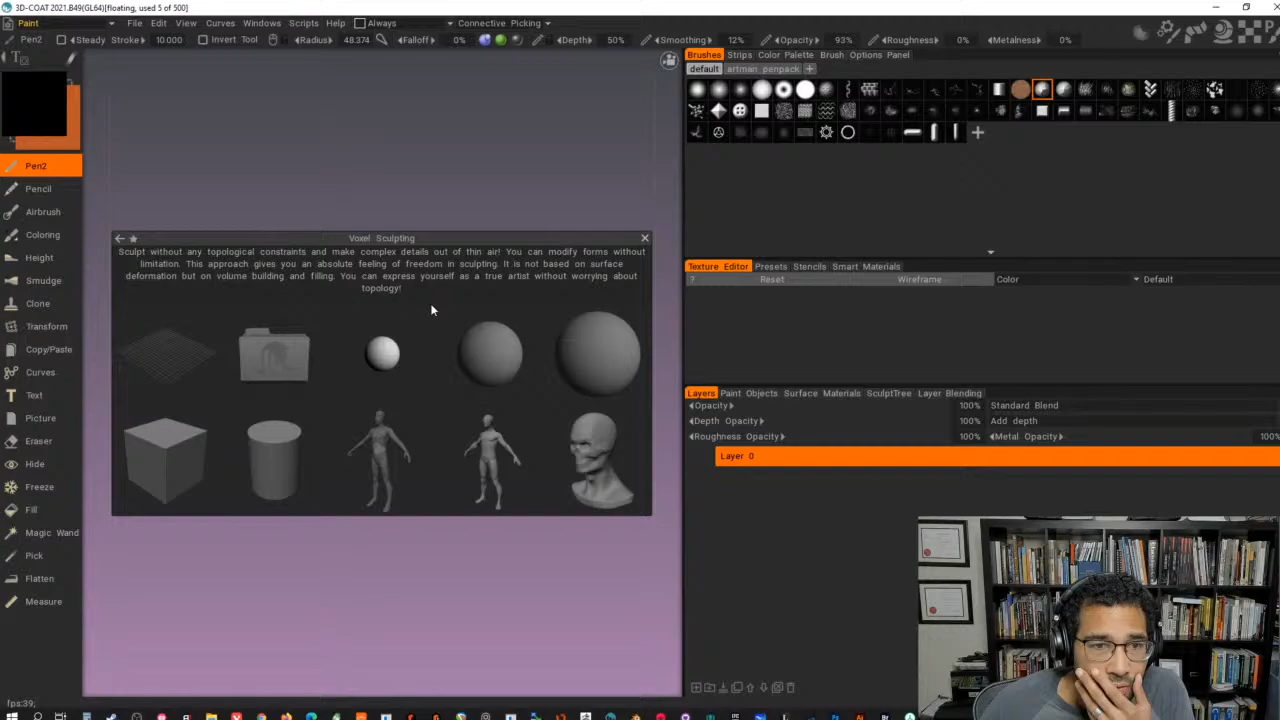 3D-COAT 2021.B49(GL64)[floating, used 5 of 500]
Paint File Edit View Curves Windows Scripts Help Always Connective Picking
Pen2 Steady Stroke 10.000 Invert Tool Radius 48.374 Falloff 0% Depth 50% Smoothing 12% Opacity 93% Roughness 0% Metalness 0%
Brushes Strips Color Palette Brush Options Panel
default artman penpack +
Pen2
Pencil
Airbrush
Coloring
Height
Smudge
Clone
Transform
Copy/Paste
Curves
Text
Picture
Eraser
Hide
Freeze
Fill
Magic Wand
Pick
Flatten
Measure
Voxel Sculpting
Sculpt without any topological constraints and make complex details out of thin air! You can modify forms without
limitation. This approach gives you an absolute feeling of freedom in sculpting. It is not based on surface
deformation but on volume building and filling. You can express yourself as a true artist without worrying about
topology!
Texture Editor Presets Stencils Smart Materials
? Reset Wireframe Color Default
Layers Paint Objects Surface Materials SculptTree Layer Blending
Opacity 100% Standard Blend
Depth Opacity 100% Add depth
Roughness Opacity 100% Metal Opacity 100%
Layer 0
fps:39;